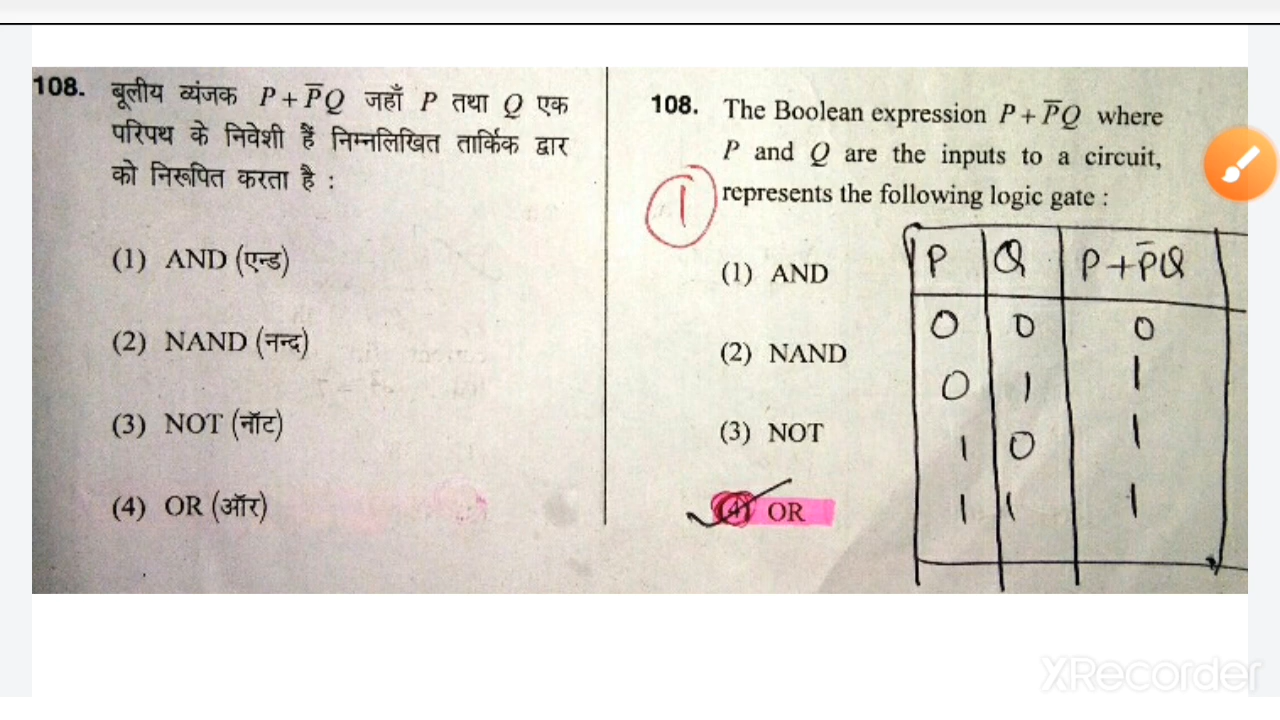 108. बूलीय व्यंजक P + P̅Q जहाँ P तथा Q एक
परिपथ के निवेशी हैं निम्नलिखित तार्किक द्वार
को निरूपित करता है :
(1) AND (एन्ड)
(2) NAND (नन्द)
(3) NOT (नॉट)
(4) OR (ऑर)
108. The Boolean expression P + P̅Q where
P and Q are the inputs to a circuit,
represents the following logic gate :
1
(1) AND
(2) NAND
(3) NOT
(4) OR
P Q P+P̅Q
0 0 0
0 1 1
1 0 1
1 1 1
XRecorder